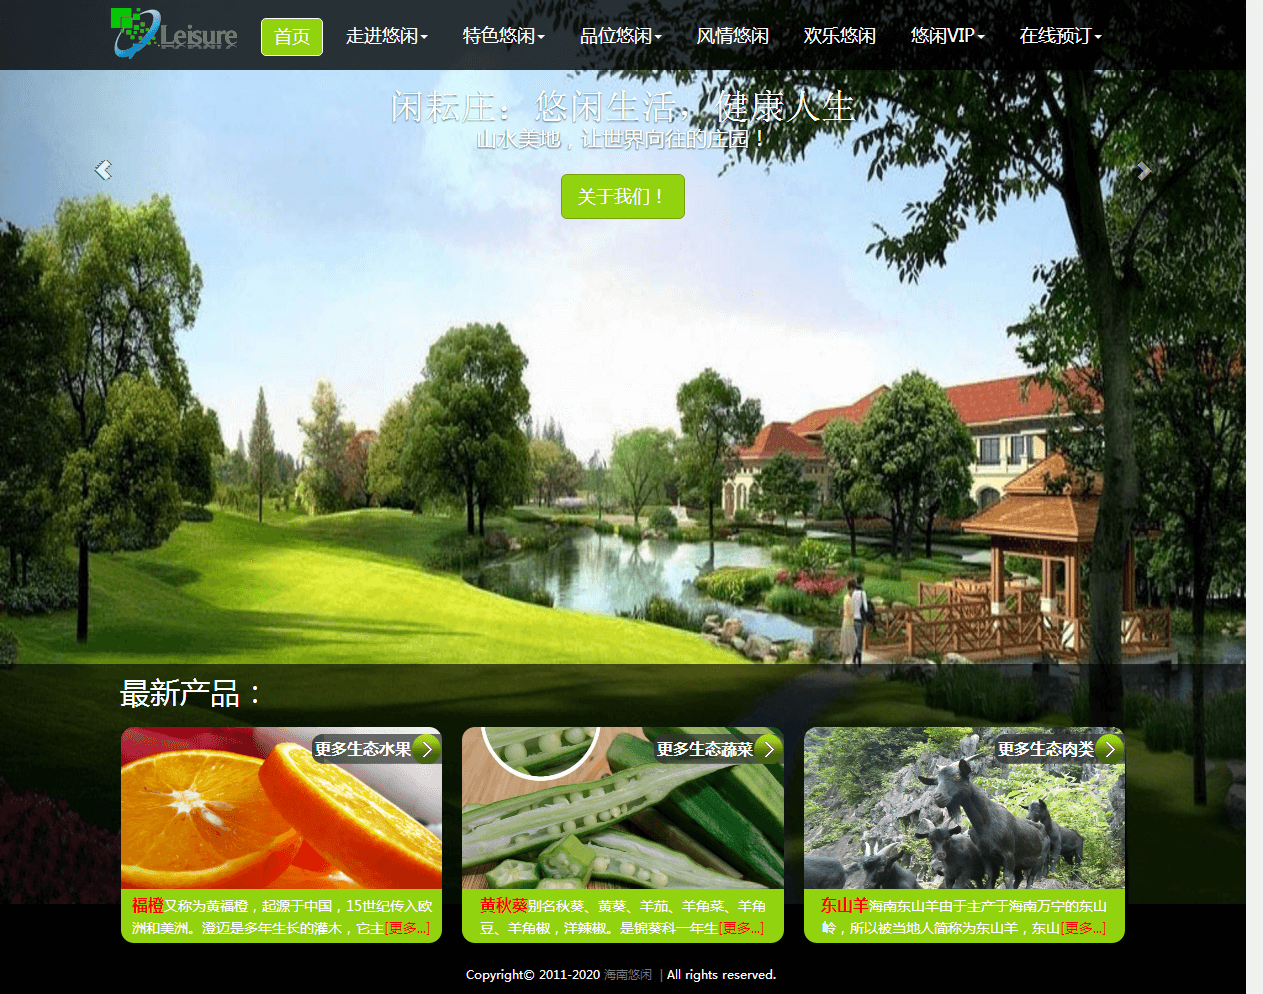 Leisure
首页 走进悠闲 特色悠闲 品位悠闲 风情悠闲 欢乐悠闲 悠闲VIP 在线预订
闲耘庄：悠闲生活，健康人生
山水美地，让世界向往的庄园！
关于我们！
最新产品：
更多生态水果
更多生态蔬菜
更多生态肉类
福橙又称为黄福橙，起源于中国，15世纪传入欧
洲和美洲。澄迈是多年生长的灌木，它主[更多...]
黄秋葵别名秋葵、黄葵、羊茄、羊角菜、羊角
豆、羊角椒，洋辣椒。是锦葵科一年生[更多...]
东山羊海南东山羊由于主产于海南万宁的东山
岭，所以被当地人简称为东山羊，东山[更多...]
Copyright© 2011-2020 海南悠闲 | All rights reserved.